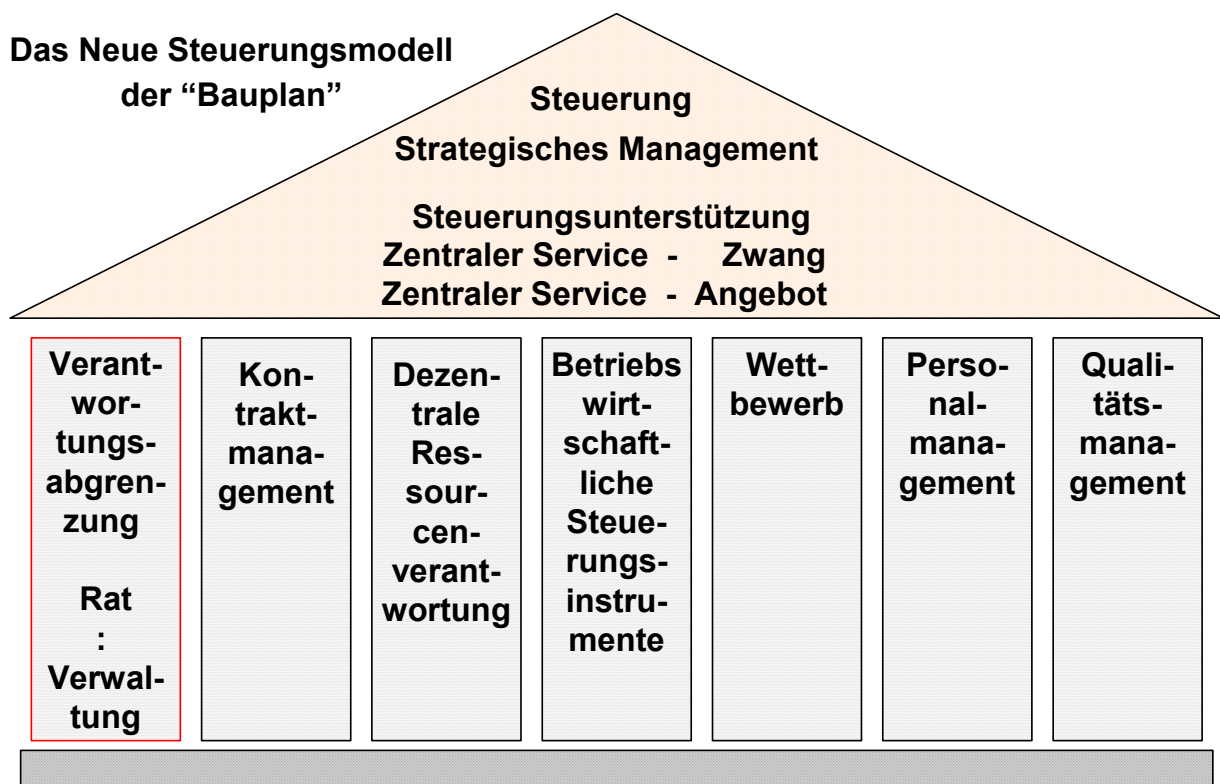 Das Neue Steuerungsmodell
der “Bauplan”
Steuerung
Strategisches Management
Steuerungsunterstützung
Zentraler Service - Zwang
Zentraler Service - Angebot
Verant-
wor-
tungs-
abgren-
zung
Rat
:
Verwal-
tung
Kon-
trakt-
mana-
gement
Dezen-
trale
Res-
sour-
cen-
verant-
wortung
Betriebs
wirt-
schaft-
liche
Steue-
rungs-
instru-
mente
Wett-
bewerb
Perso-
nal-
mana-
gement
Quali-
täts-
mana-
gement